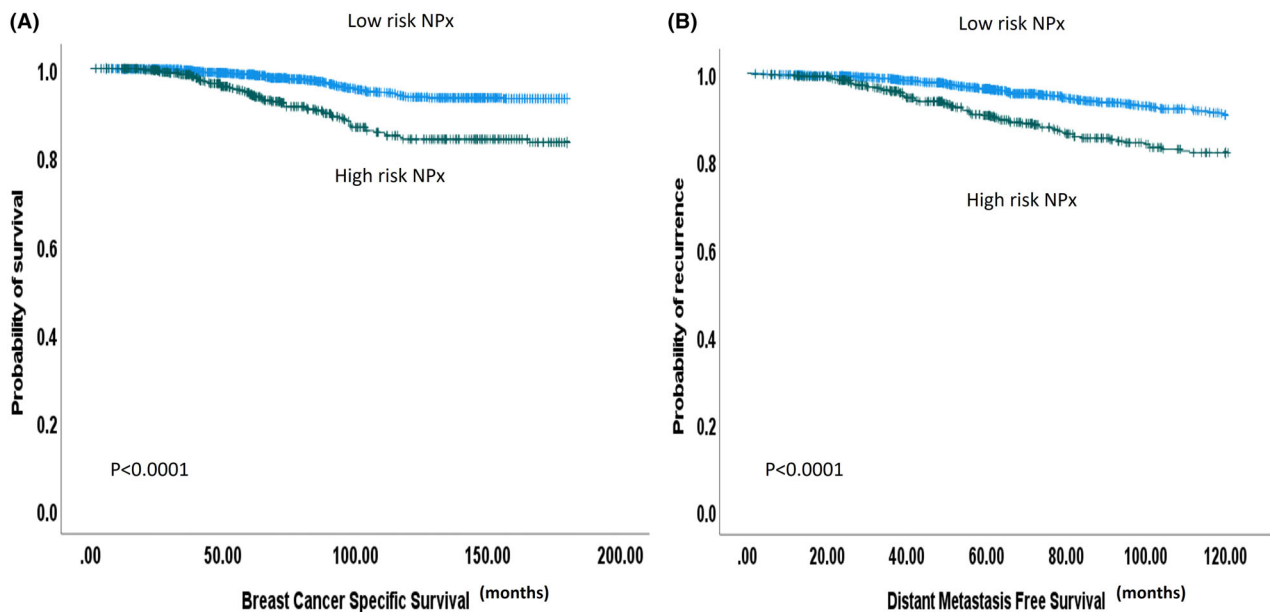 (A)
Low risk NPx
High risk NPx
Probability of survival
1.0
0.8
0.6
0.4
0.2
0.0
P<0.0001
.00 50.00 100.00 150.00 200.00
Breast Cancer Specific Survival (months)
(B)
Low risk NPx
High risk NPx
Probability of recurrence
1.0
0.8
0.6
0.4
0.2
0.0
P<0.0001
.00 20.00 40.00 60.00 80.00 100.00 120.00
Distant Metastasis Free Survival (months)